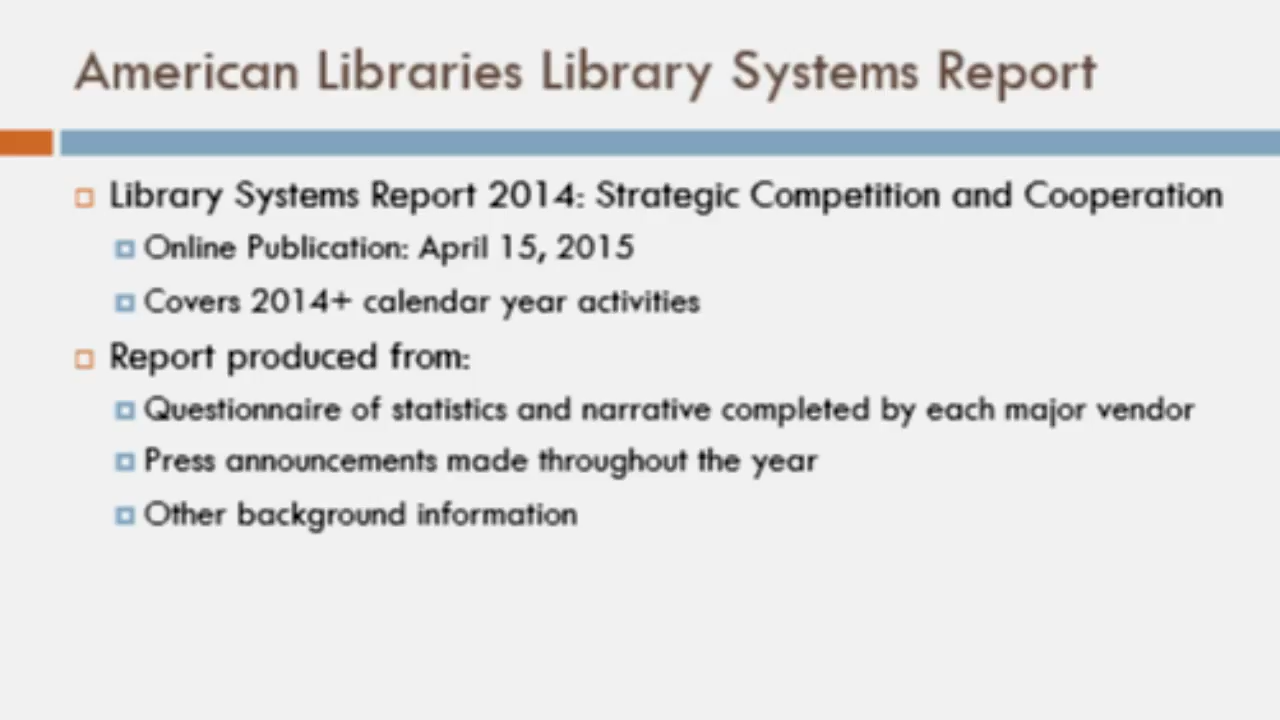 American Libraries Library Systems Report
Library Systems Report 2014: Strategic Competition and Cooperation
Online Publication: April 15, 2015
Covers 2014+ calendar year activities
Report produced from:
Questionnaire of statistics and narrative completed by each major vendor
Press announcements made throughout the year
Other background information